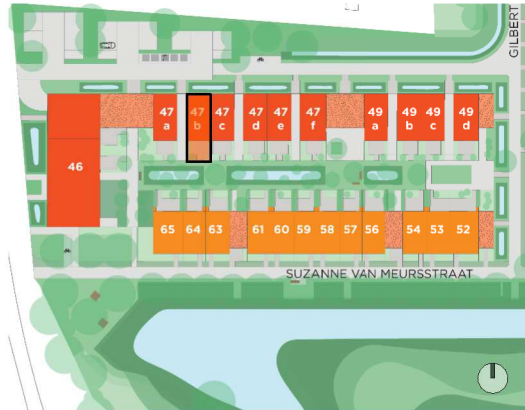 GILBERT
47 a
47 b
47 c
47 d
47 e
47 f
49 a
49 b
49 c
49 d
46
65 64 63 61 60 59 58 57 56 54 53 52
SUZANNE VAN MEURSSTRAAT